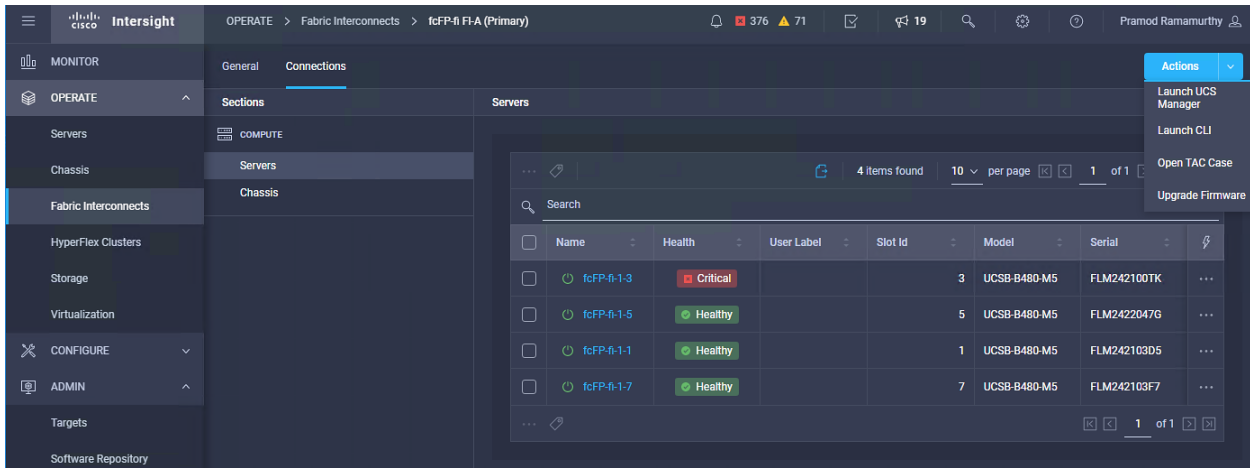 cisco Intersight
OPERATE > Fabric Interconnects > fcFP-fi FI-A (Primary)
376 71 19 Pramod Ramamurthy
MONITOR
OPERATE
Servers
Chassis
Fabric Interconnects
HyperFlex Clusters
Storage
Virtualization
CONFIGURE
ADMIN
Targets
Software Repository
General Connections
Actions
Launch UCS
Manager
Launch CLI
Open TAC Case
Upgrade Firmware
Sections
COMPUTE
Servers
Chassis
Servers
4 items found 10 per page 1 of 1
Search
Name Health User Label Slot Id Model Serial
fcFP-fi-1-3 Critical 3 UCSB-B480-M5 FLM242100TK
fcFP-fi-1-5 Healthy 5 UCSB-B480-M5 FLM2422047G
fcFP-fi-1-1 Healthy 1 UCSB-B480-M5 FLM242103D5
fcFP-fi-1-7 Healthy 7 UCSB-B480-M5 FLM242103F7
1 of 1